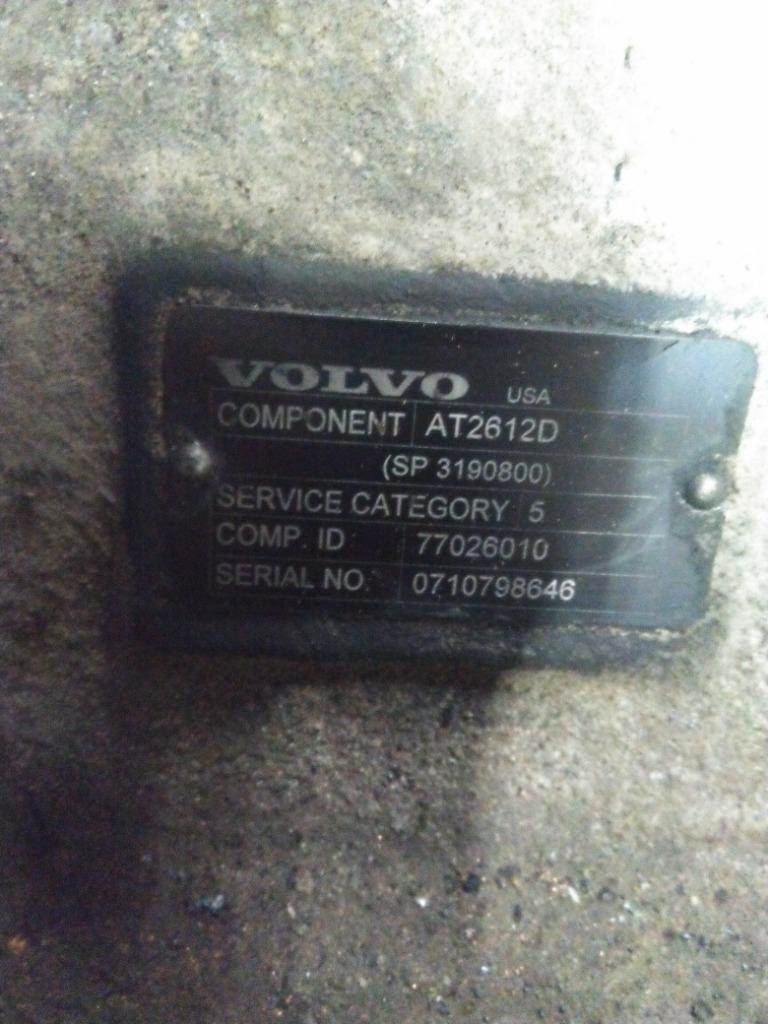 VOLVO USA
COMPONENT AT2612D
(SP 3190800)
SERVICE CATEGORY 5
COMP. ID 77026010
SERIAL NO. 0710798646